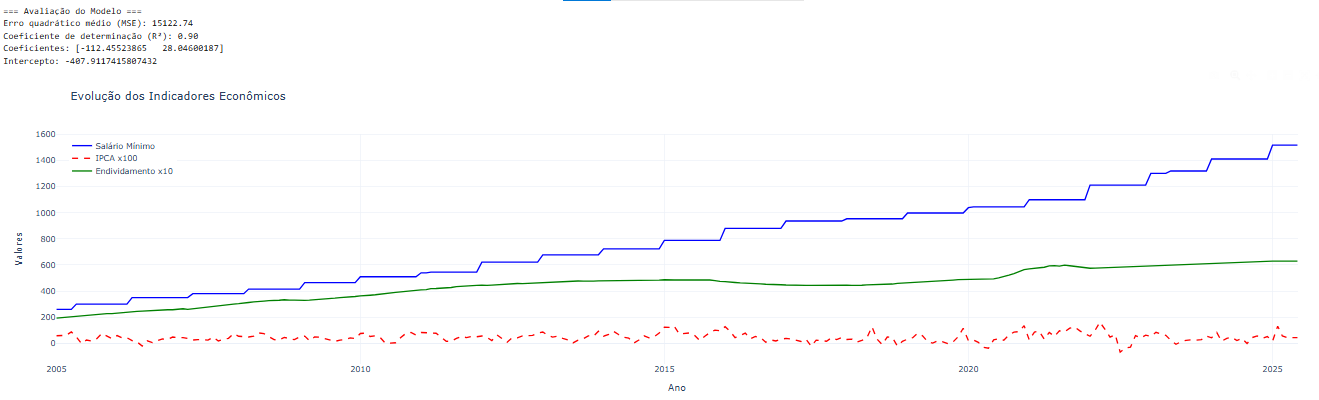 === Avaliação do Modelo ===
Erro quadrático médio (MSE): 15122.74
Coeficiente de determinação (R²): 0.90
Coeficientes: [-112.45523865   28.04600187]
Intercepto: -407.9117415807432
Evolução dos Indicadores Econômicos
1600
1400
1200
1000
800
600
400
200
0
Valores
Salário Mínimo
IPCA x100
Endividamento x10
2005
2010
2015
2020
2025
Ano